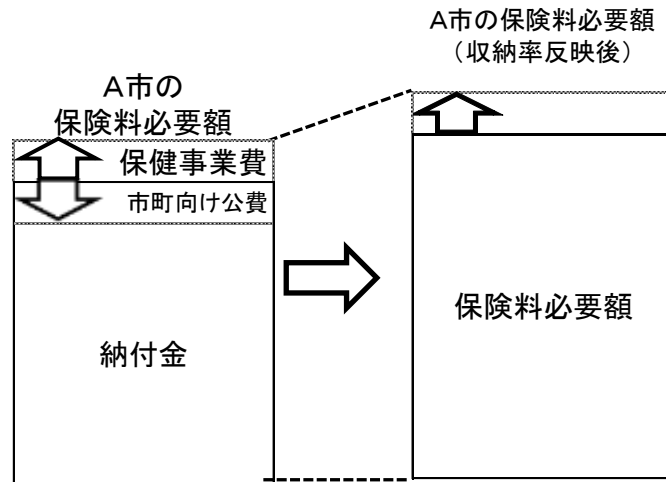 A市の
保険料必要額
保健事業費
市町向け公費
納付金
A市の保険料必要額
（収納率反映後）
保険料必要額